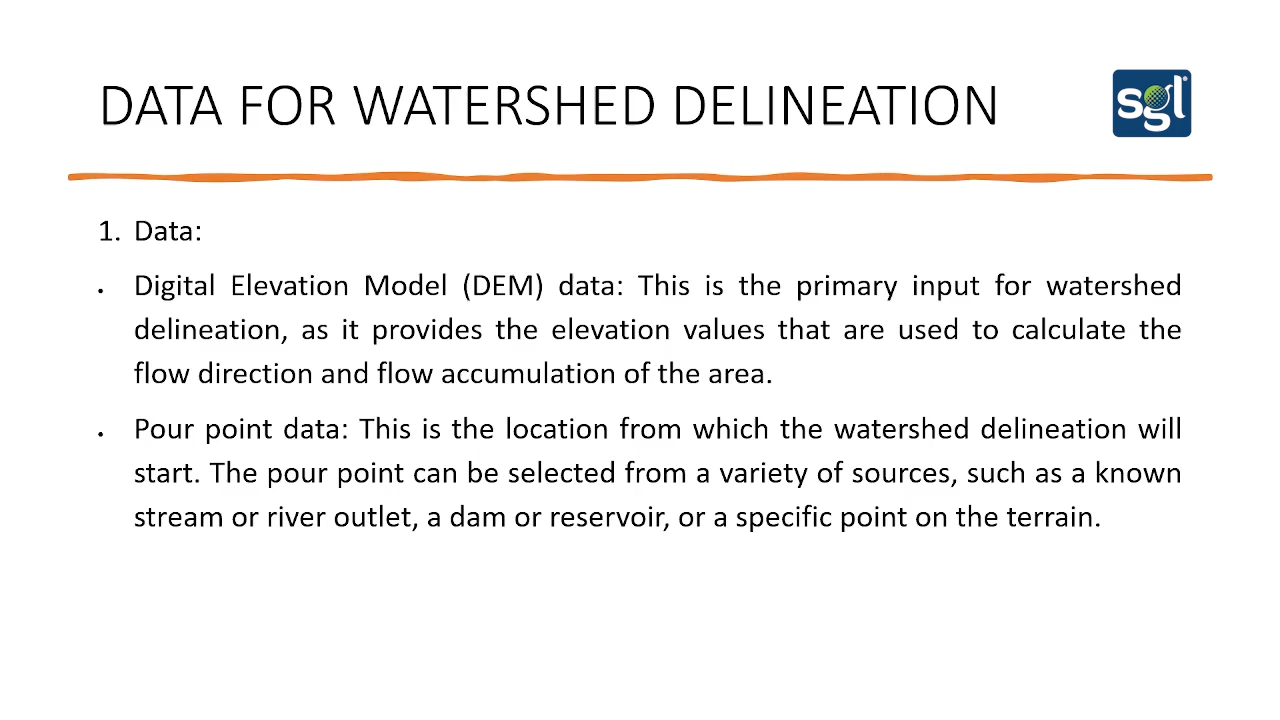 DATA FOR WATERSHED DELINEATION
sgl
1. Data:
• Digital Elevation Model (DEM) data: This is the primary input for watershed
delineation, as it provides the elevation values that are used to calculate the
flow direction and flow accumulation of the area.
• Pour point data: This is the location from which the watershed delineation will
start. The pour point can be selected from a variety of sources, such as a known
stream or river outlet, a dam or reservoir, or a specific point on the terrain.